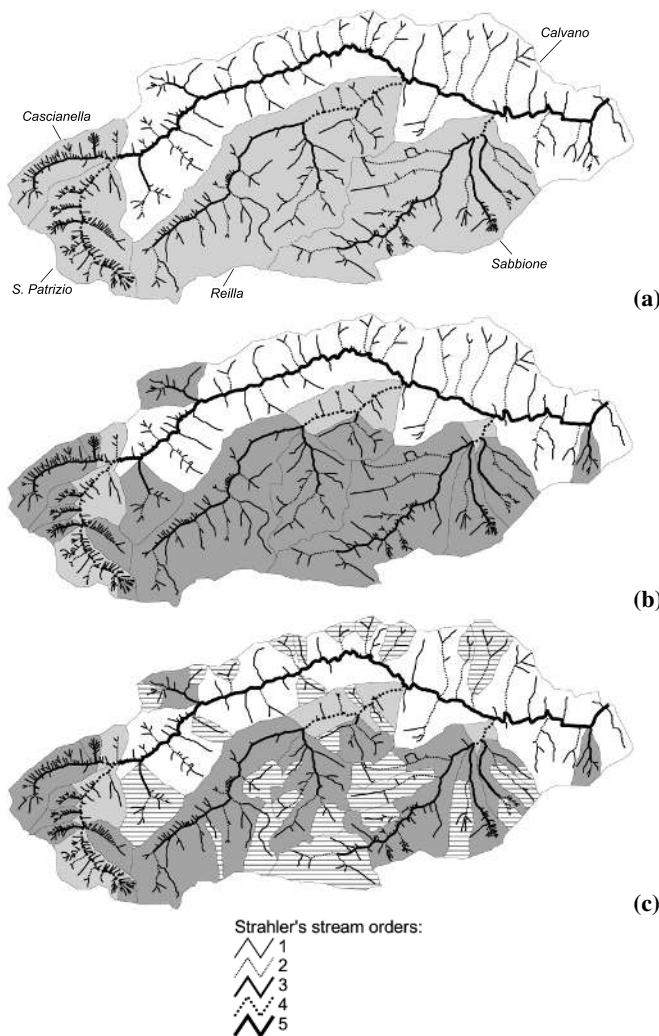 Calvano
Cascianella
S. Patrizio
Reilla
Sabbione
(a)
(b)
(c)
Strahler's stream orders:
1
2
3
4
5